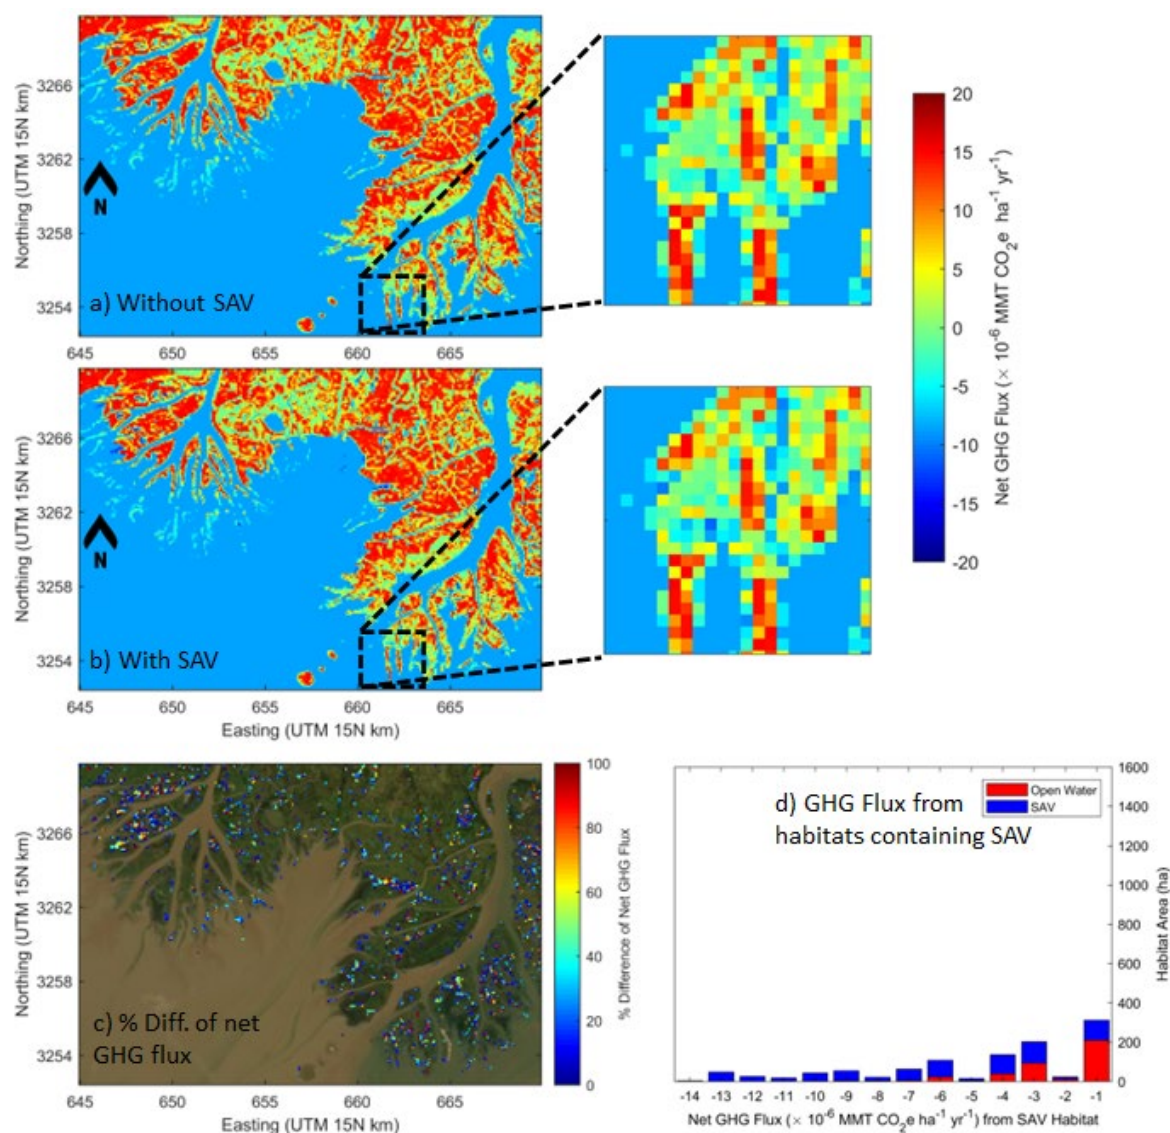 3266
3262
3258
3254
Northing (UTM 15N km)
N
a) Without SAV
645
650
655
660
665
20
15
10
5
0
-5
-10
-15
-20
Net GHG Flux (× 10-6 MMT CO2e ha-1 yr-1)
3266
3262
3258
3254
Northing (UTM 15N km)
N
b) With SAV
645
650
655
660
665
Easting (UTM 15N km)
3266
3262
3258
3254
Northing (UTM 15N km)
c) % Diff. of net
GHG flux
645
650
655
660
665
Easting (UTM 15N km)
100
80
60
40
20
0
% Difference of Net GHG Flux
d) GHG Flux from
habitats containing SAV
Open Water
SAV
1600
1400
1200
1000
800
600
400
200
0
Habitat Area (ha)
-14 -13 -12 -11 -10 -9 -8 -7 -6 -5 -4 -3 -2 -1
Net GHG Flux (× 10-6 MMT CO2e ha-1 yr-1) from SAV Habitat